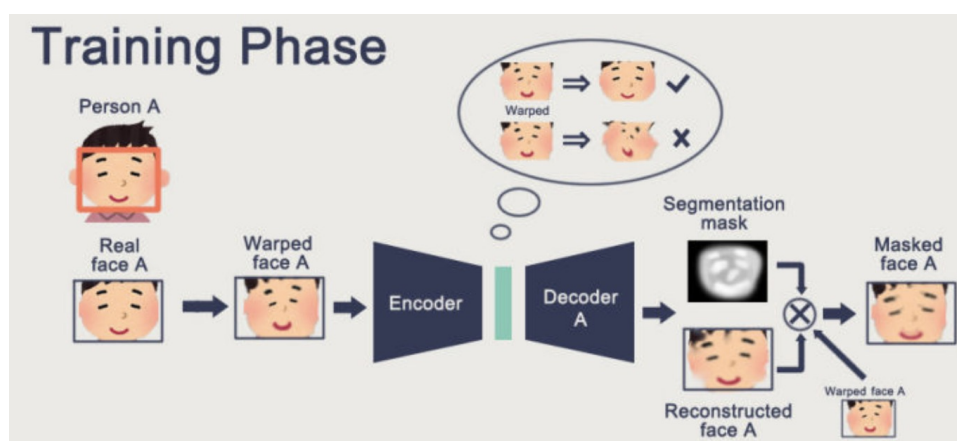 Training Phase
Person A
Warped
Real
face A
Warped
face A
Encoder
Decoder
A
Segmentation
mask
Reconstructed
face A
Masked
face A
Warped face A